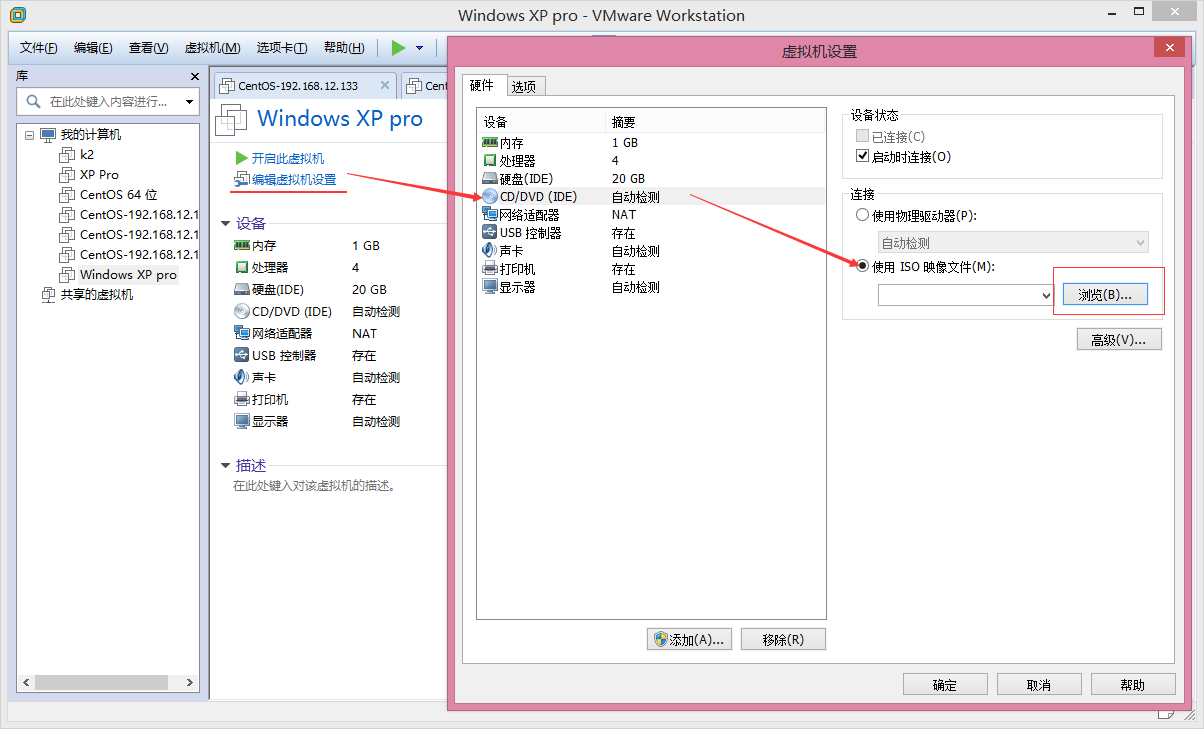 Windows XP pro - VMware Workstation
文件(F) 编辑(E) 查看(V) 虚拟机(M) 选项卡(T) 帮助(H)
库
在此处键入内容进行...
我的计算机
k2
XP Pro
CentOS 64 位
CentOS-192.168.12.1
CentOS-192.168.12.1
CentOS-192.168.12.1
Windows XP pro
共享的虚拟机
CentOS-192.168.12.133
Cent
Windows XP pro
开启此虚拟机
编辑虚拟机设置
设备
内存 1 GB
处理器 4
硬盘(IDE) 20 GB
CD/DVD (IDE) 自动检测
网络适配器 NAT
USB 控制器 存在
声卡 自动检测
打印机 存在
显示器 自动检测
描述
在此处键入对该虚拟机的描述。
虚拟机设置
硬件 选项
设备 摘要
内存 1 GB
处理器 4
硬盘(IDE) 20 GB
CD/DVD (IDE) 自动检测
网络适配器 NAT
USB 控制器 存在
声卡 自动检测
打印机 存在
显示器 自动检测
添加(A)... 移除(R)
设备状态
已连接(C)
启动时连接(O)
连接
使用物理驱动器(P):
自动检测
使用 ISO 映像文件(M):
浏览(B)...
高级(V)...
确定 取消 帮助